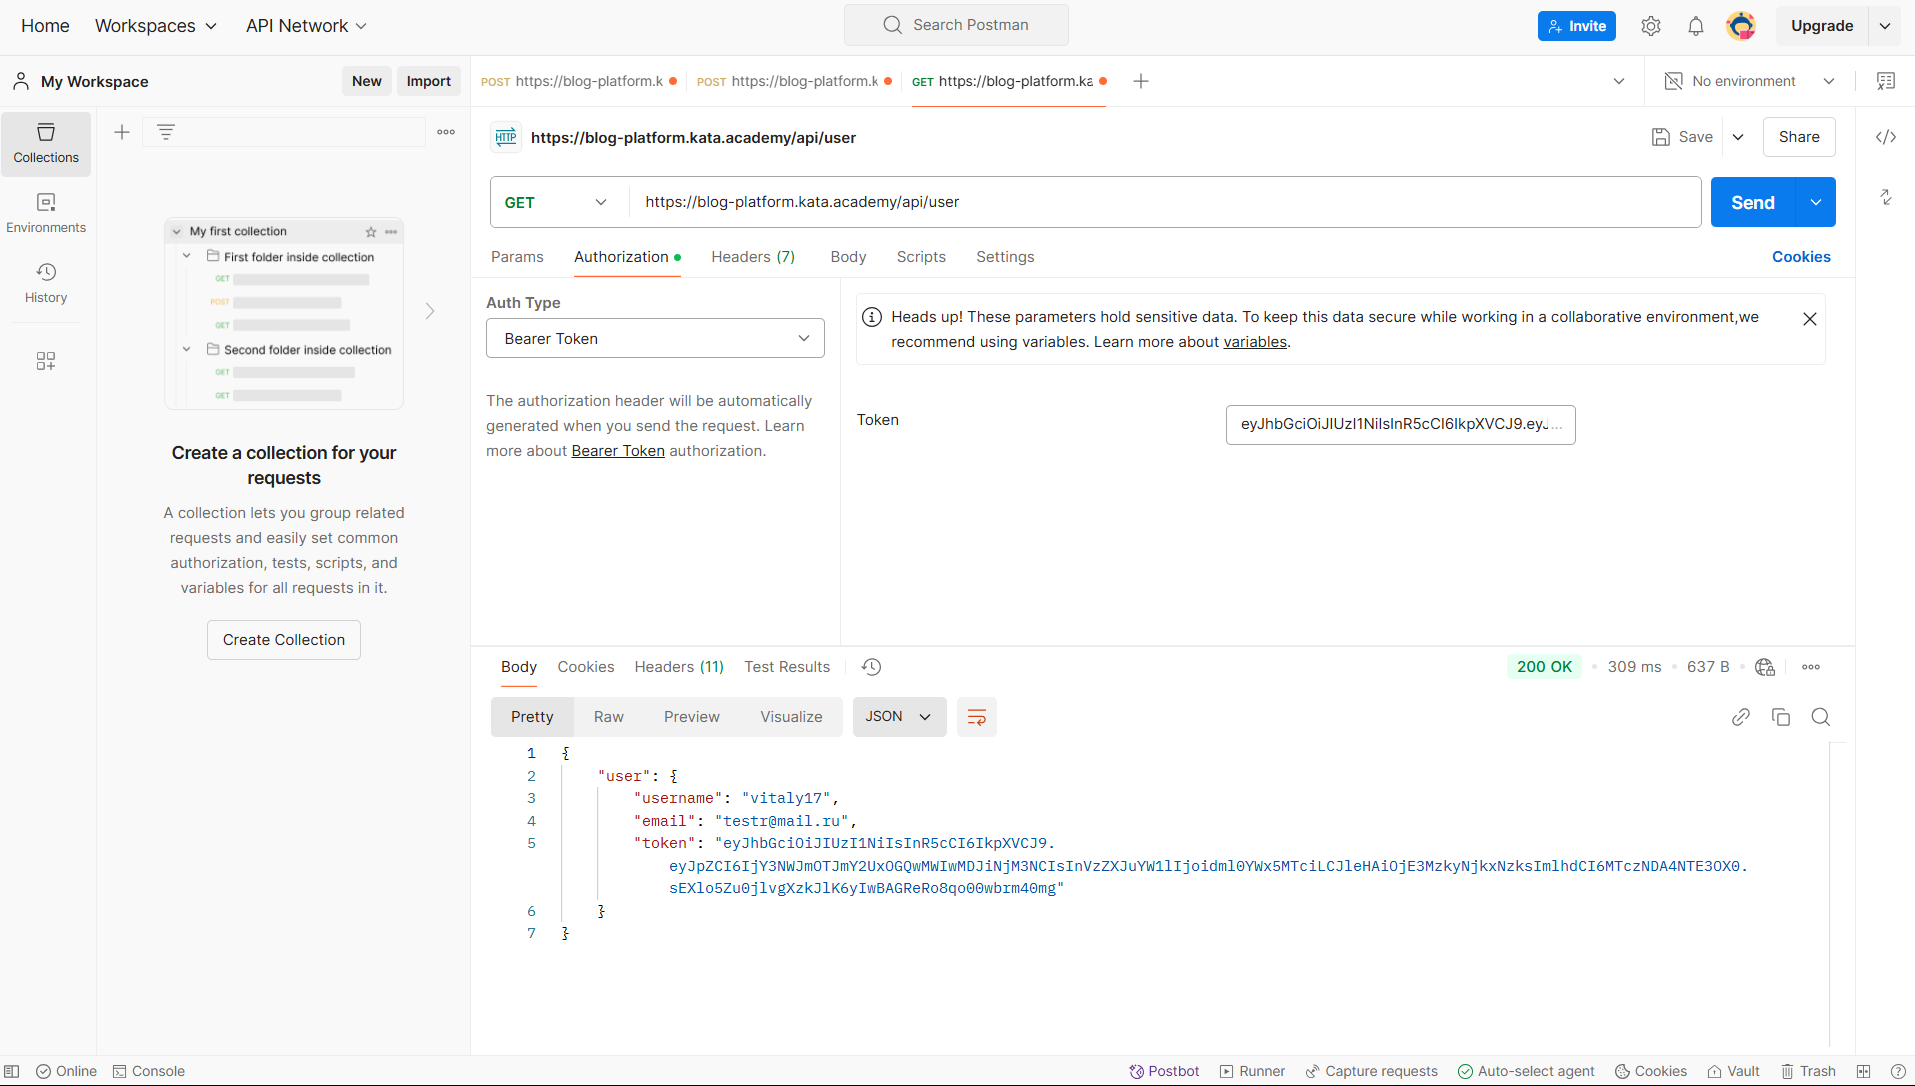 Home
Workspaces
API Network
Search Postman
Invite
Upgrade
My Workspace
New
Import
POST https://blog-platform.k
POST https://blog-platform.k
GET https://blog-platform.ka
No environment
Collections
Environments
History
My first collection
First folder inside collection
GET
POST
GET
Second folder inside collection
GET
GET
Create a collection for your
requests
A collection lets you group related
requests and easily set common
authorization, tests, scripts, and
variables for all requests in it.
Create Collection
HTTP
https://blog-platform.kata.academy/api/user
Save
Share
GET
https://blog-platform.kata.academy/api/user
Send
Params
Authorization
Headers (7)
Body
Scripts
Settings
Cookies
Auth Type
Bearer Token
The authorization header will be automatically
generated when you send the request. Learn
more about Bearer Token authorization.
Heads up! These parameters hold sensitive data. To keep this data secure while working in a collaborative environment,we
recommend using variables. Learn more about variables.
Token
eyJhbGciOiJIUzI1NiIsInR5cCI6IkpXVCJ9.eyJ...
Body
Cookies
Headers (11)
Test Results
200 OK
309 ms
637 B
Pretty
Raw
Preview
Visualize
JSON
1 {
2 "user": {
3 "username": "vitaly17",
4 "email": "testr@mail.ru",
5 "token": "eyJhbGciOiJIUzI1NiIsInR5cCI6IkpXVCJ9.
eyJpZCI6IjY3NWJmOTJmY2UxOGQwMWIwMDJiNjM3NCIsInVzZXJuYW1lIjoidml0YWx5MTciLCJleHAiOjE3MzkyNjkxNzksImlhdCI6MTczNDA4NTE3OX0.
sEXlo5Zu0jlvgXzkJlK6yIwBAGReRo8qo00wbrm40mg"
6 }
7 }
Online
Console
Postbot
Runner
Capture requests
Auto-select agent
Cookies
Vault
Trash